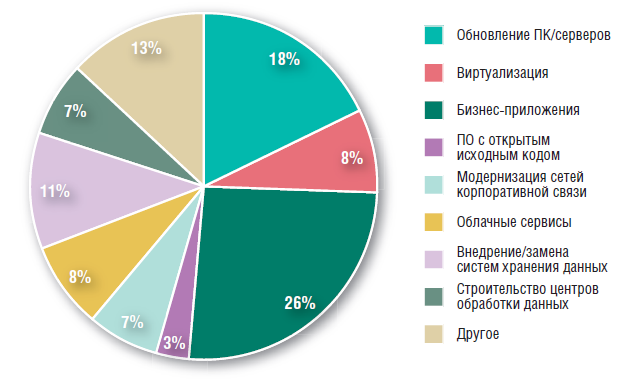 13%
18%
7%
8%
11%
8%
26%
7%
3%
Обновление ПК/серверов
Виртуализация
Бизнес-приложения
ПО с открытым
исходным кодом
Модернизация сетей
корпоративной связи
Облачные сервисы
Внедрение/замена
систем хранения данных
Строительство центров
обработки данных
Другое